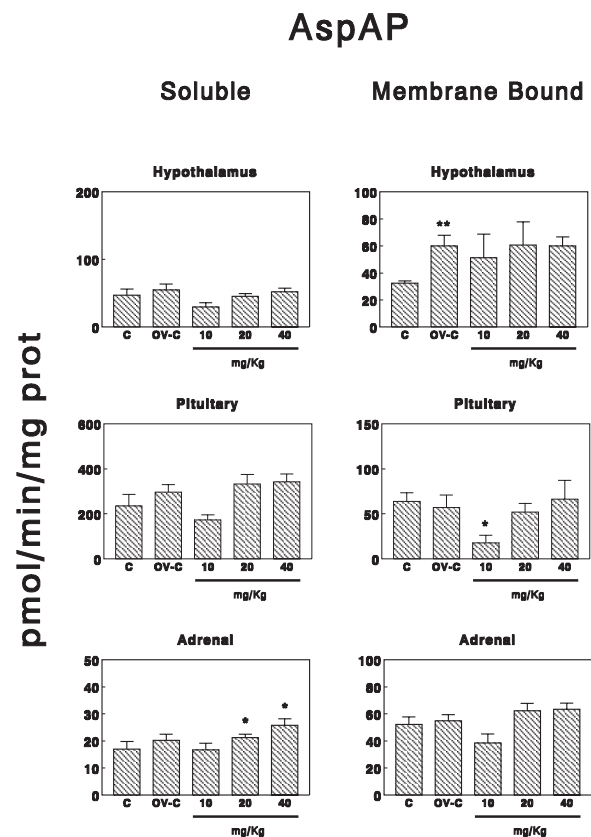 AspAP
Soluble
Membrane Bound
pmol/min/mg prot
Hypothalamus
200
100
0
C OV-C 10 20 40
mg/Kg
Hypothalamus
100
80
60
40
20
0
**
C OV-C 10 20 40
mg/Kg
Pituitary
600
400
200
0
C OV-C 10 20 40
mg/Kg
Pituitary
150
100
50
0
*
C OV-C 10 20 40
mg/Kg
Adrenal
50
40
30
20
10
0
* *
C OV-C 10 20 40
mg/Kg
Adrenal
100
80
60
40
20
0
C OV-C 10 20 40
mg/Kg